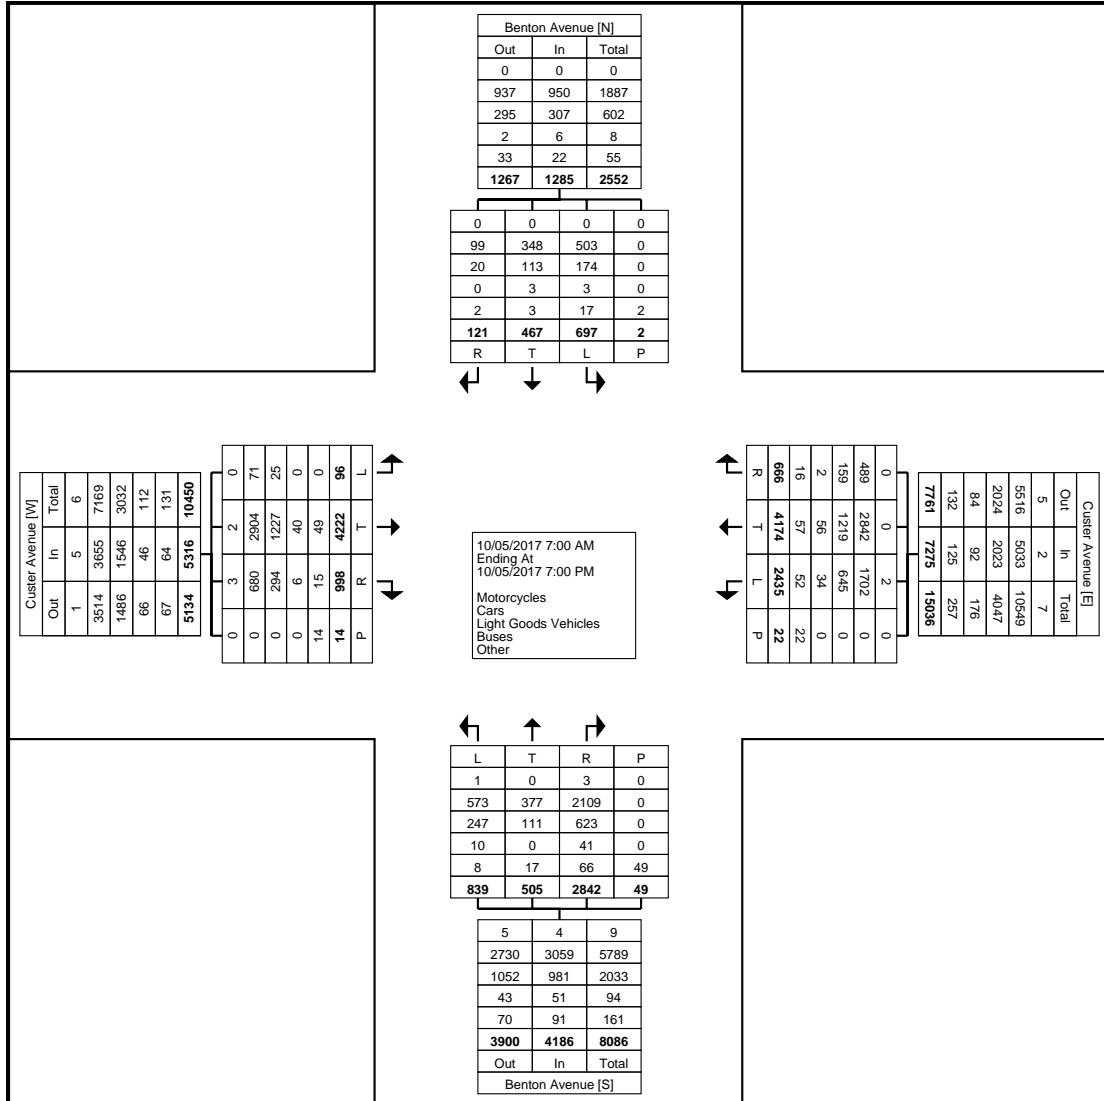 Benton Avenue [N]
Out In Total
0 0 0
937 950 1887
295 307 602
2 6 8
33 22 55
1267 1285 2552
0 0 0 0
99 348 503 0
20 113 174 0
0 3 3 0
2 3 17 2
121 467 697 2
R T L P
Custer Avenue [W]
Total In Out
6 5 1
7169 3655 3514
3032 1546 1486
112 46 66
131 64 67
10450 5316 5134
0 2 3 0
71 2904 680 0
25 1227 294 0
0 40 6 0
0 49 15 14
96 4222 998 14
L T R P
10/05/2017 7:00 AM
Ending At
10/05/2017 7:00 PM
Motorcycles
Cars
Light Goods Vehicles
Buses
Other
Custer Avenue [E]
Out In Total
5 2 7
5516 5033 10549
2024 2023 4047
84 92 176
132 125 257
7761 7275 15036
0 0 2 0
489 2842 1702 0
159 1219 645 0
2 56 34 0
16 57 52 22
666 4174 2435 22
R T L P
L T R P
1 0 3 0
573 377 2109 0
247 111 623 0
10 0 41 0
8 17 66 49
839 505 2842 49
5 4 9
2730 3059 5789
1052 981 2033
43 51 94
70 91 161
3900 4186 8086
Out In Total
Benton Avenue [S]